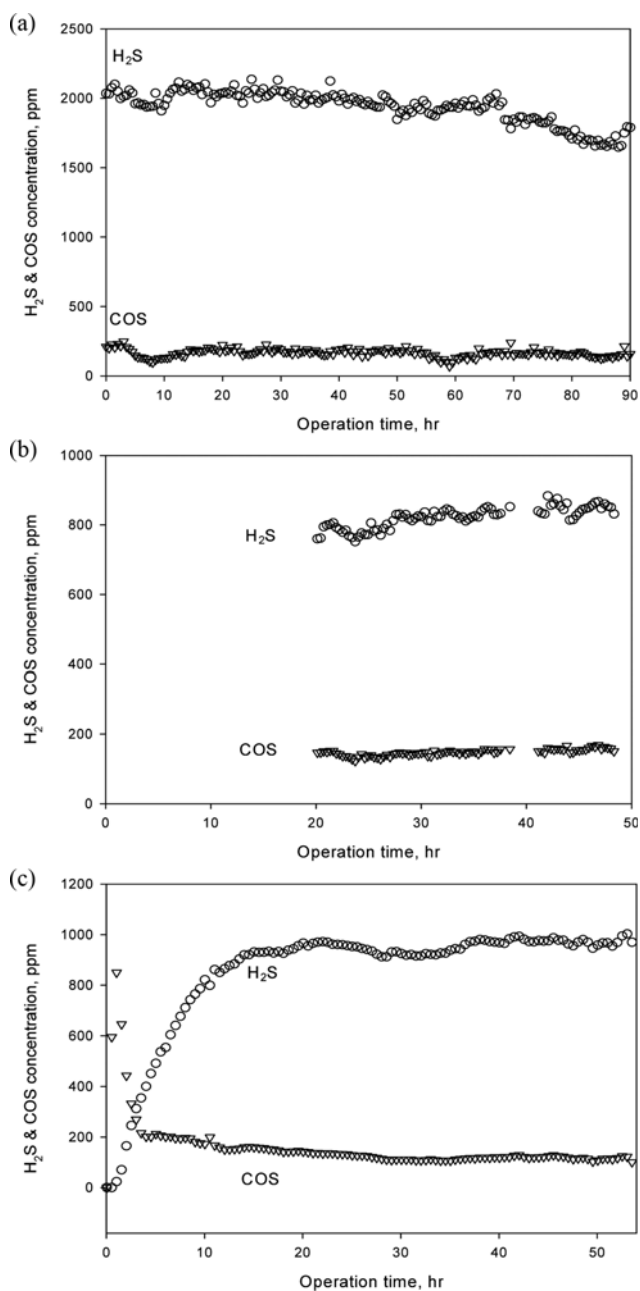 (a)
2500
H₂S
2000
1500
1000
500
COS
0
0 10 20 30 40 50 60 70 80 90
H₂S & COS concentration, ppm
Operation time, hr
(b)
1000
800
H₂S
600
400
200
COS
0
0 10 20 30 40 50
H₂S & COS concentration, ppm
Operation time, hr
(c)
1200
1000
H₂S
800
600
400
200
COS
0
0 10 20 30 40 50
H₂S & COS concentration, ppm
Operation time, hr